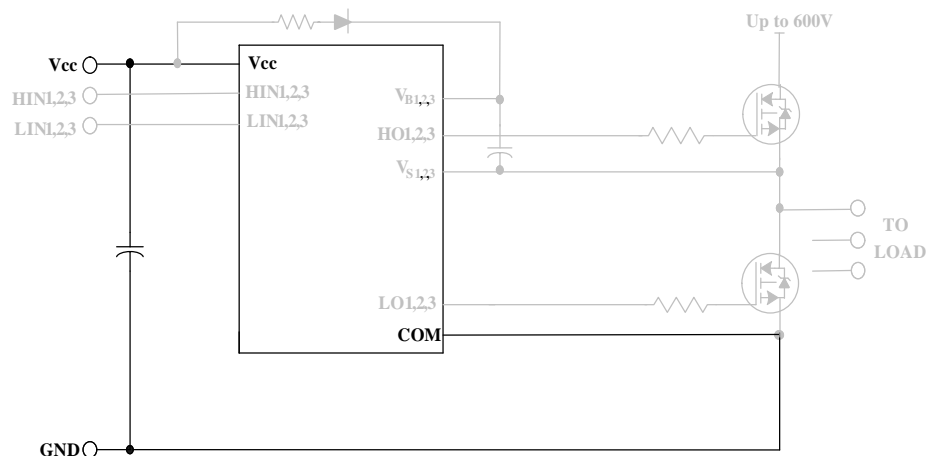 Up to 600V
Vcc
Vcc
HIN1,2,3
HIN1,2,3
VB1,2,3
LIN1,2,3
LIN1,2,3
HO1,2,3
VS1,2,3
TO
LOAD
LO1,2,3
COM
GND